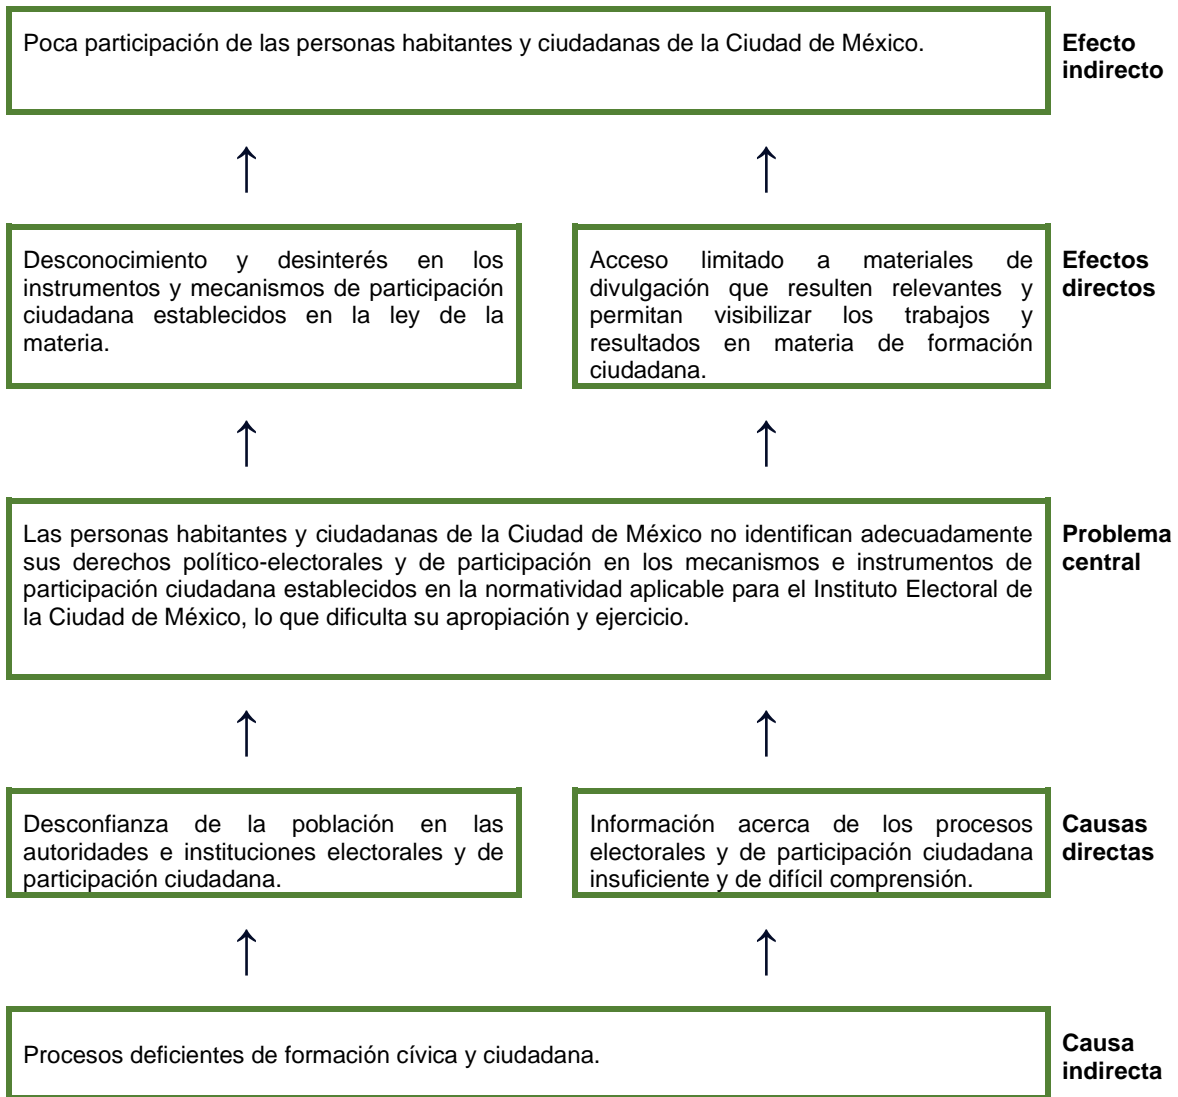 Poca participación de las personas habitantes y ciudadanas de la Ciudad de México.
Efecto
indirecto
Desconocimiento y desinterés en los
instrumentos y mecanismos de participación
ciudadana establecidos en la ley de la
materia.
Acceso limitado a materiales de
divulgación que resulten relevantes y
permitan visibilizar los trabajos y
resultados en materia de formación
ciudadana.
Efectos
directos
Las personas habitantes y ciudadanas de la Ciudad de México no identifican adecuadamente
sus derechos político-electorales y de participación en los mecanismos e instrumentos de
participación ciudadana establecidos en la normatividad aplicable para el Instituto Electoral de
la Ciudad de México, lo que dificulta su apropiación y ejercicio.
Problema
central
Desconfianza de la población en las
autoridades e instituciones electorales y de
participación ciudadana.
Información acerca de los procesos
electorales y de participación ciudadana
insuficiente y de difícil comprensión.
Causas
directas
Procesos deficientes de formación cívica y ciudadana.
Causa
indirecta